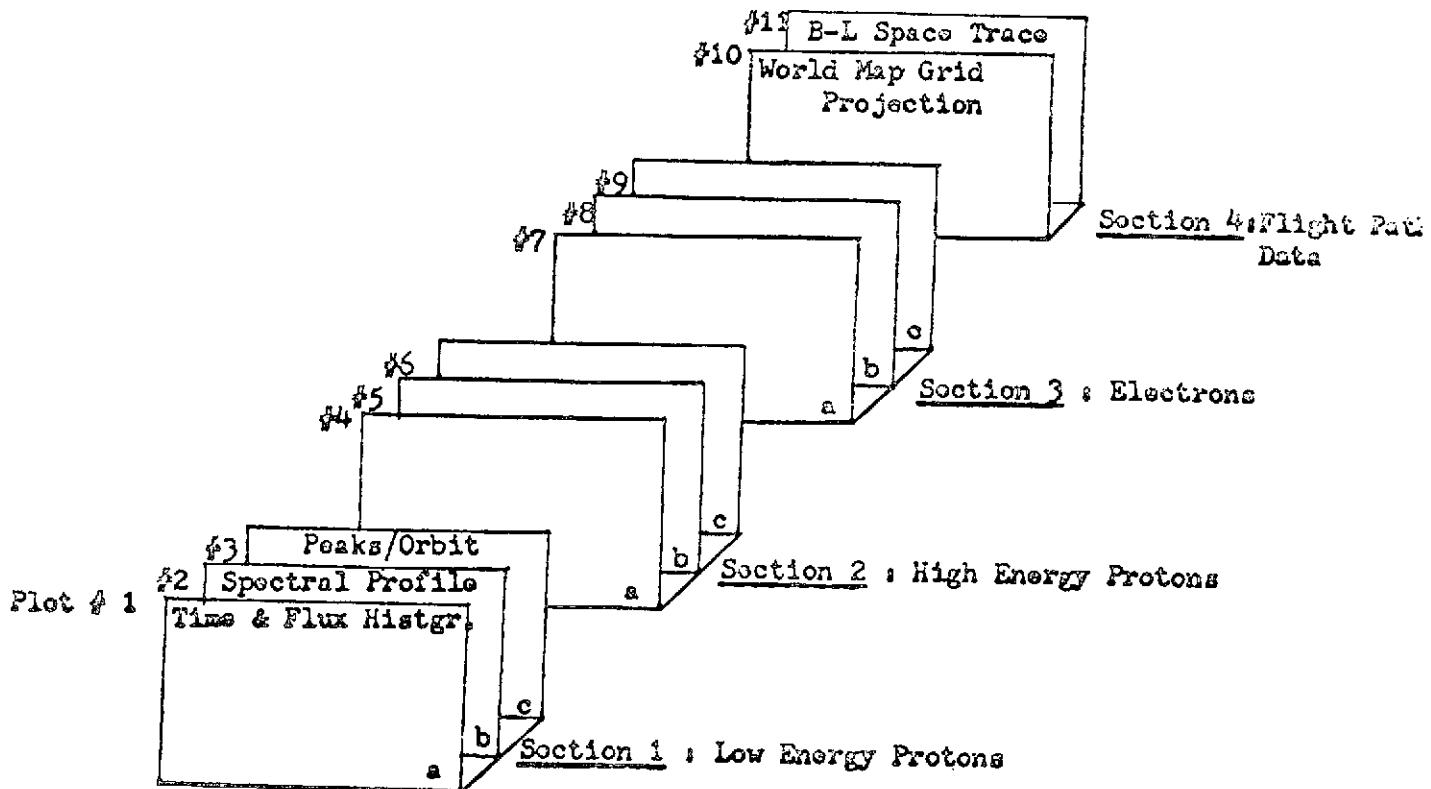 #11 B-L Space Trace
#10 World Map Grid
Projection
#9
#8
#7
Section 4: Flight
Data
c
b
a
Section 3 : Electrons
#6
#5
#4
c
b
a
Section 2 : High Energy Protons
#3 Peaks/Orbit
#2 Spectral Profile
Plot # 1 Time & Flux Histgr.
c
b
a
Section 1 : Low Energy Protons